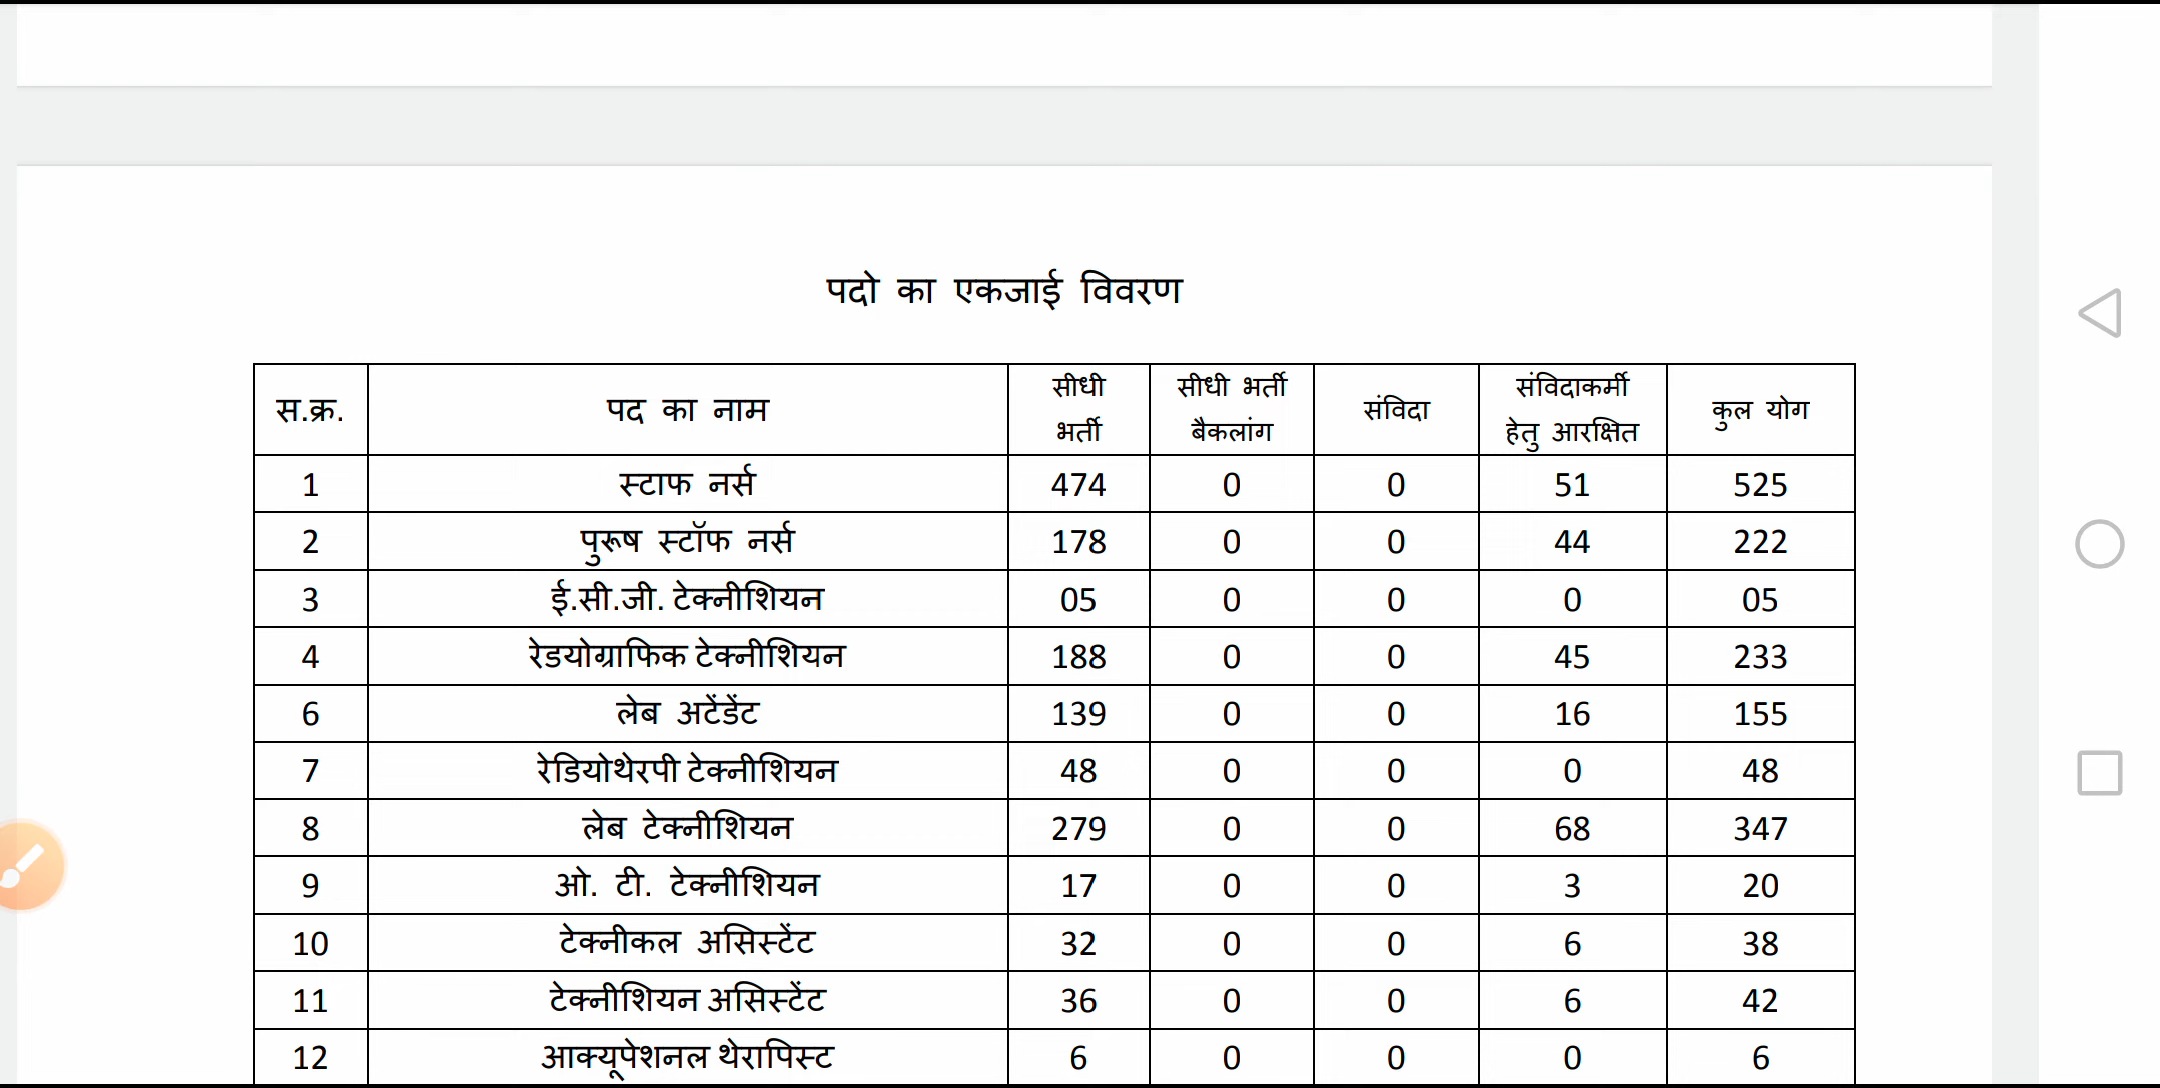 पदो का एकजाई विवरण
स.क्र. पद का नाम सीधी भर्ती सीधी भर्ती बैकलांग संविदा संविदाकर्मी हेतु आरक्षित कुल योग
1 स्टाफ नर्स 474 0 0 51 525
2 पुरूष स्टॉफ नर्स 178 0 0 44 222
3 ई.सी.जी. टेक्नीशियन 05 0 0 0 05
4 रेडयोग्राफिक टेक्नीशियन 188 0 0 45 233
6 लेब अटेंडेंट 139 0 0 16 155
7 रेडियोथेरपी टेक्नीशियन 48 0 0 0 48
8 लेब टेक्नीशियन 279 0 0 68 347
9 ओ. टी. टेक्नीशियन 17 0 0 3 20
10 टेक्नीकल असिस्टेंट 32 0 0 6 38
11 टेक्नीशियन असिस्टेंट 36 0 0 6 42
12 आक्यूपेशनल थेरापिस्ट 6 0 0 0 6